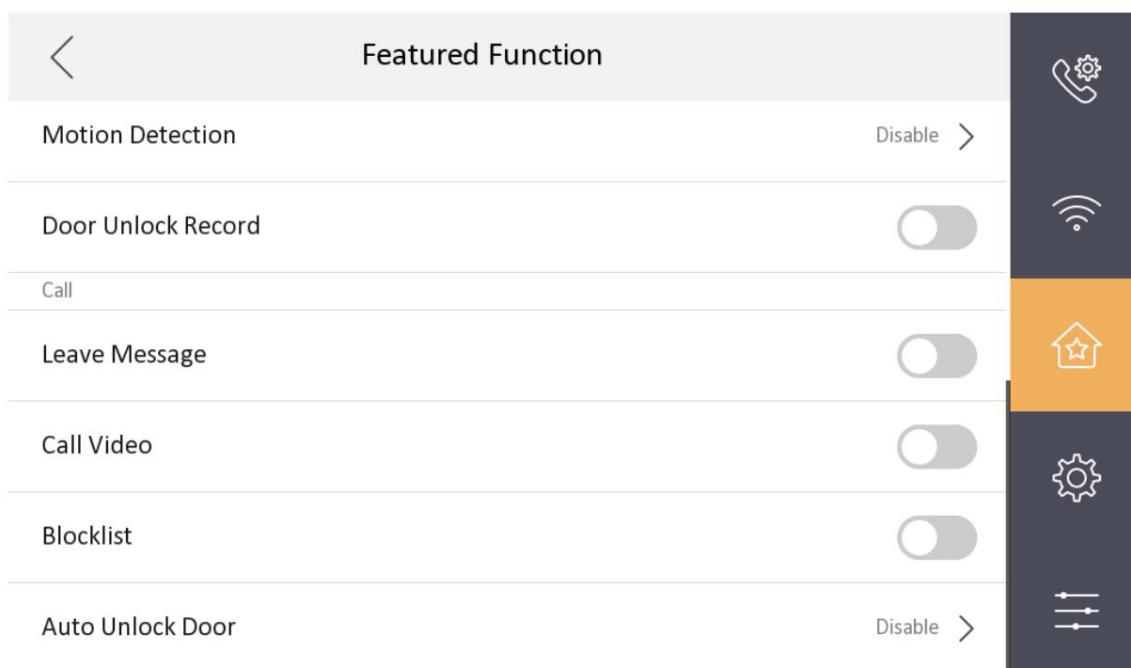 Featured Function
Motion Detection Disable
Door Unlock Record
Call
Leave Message
Call Video
Blocklist
Auto Unlock Door Disable